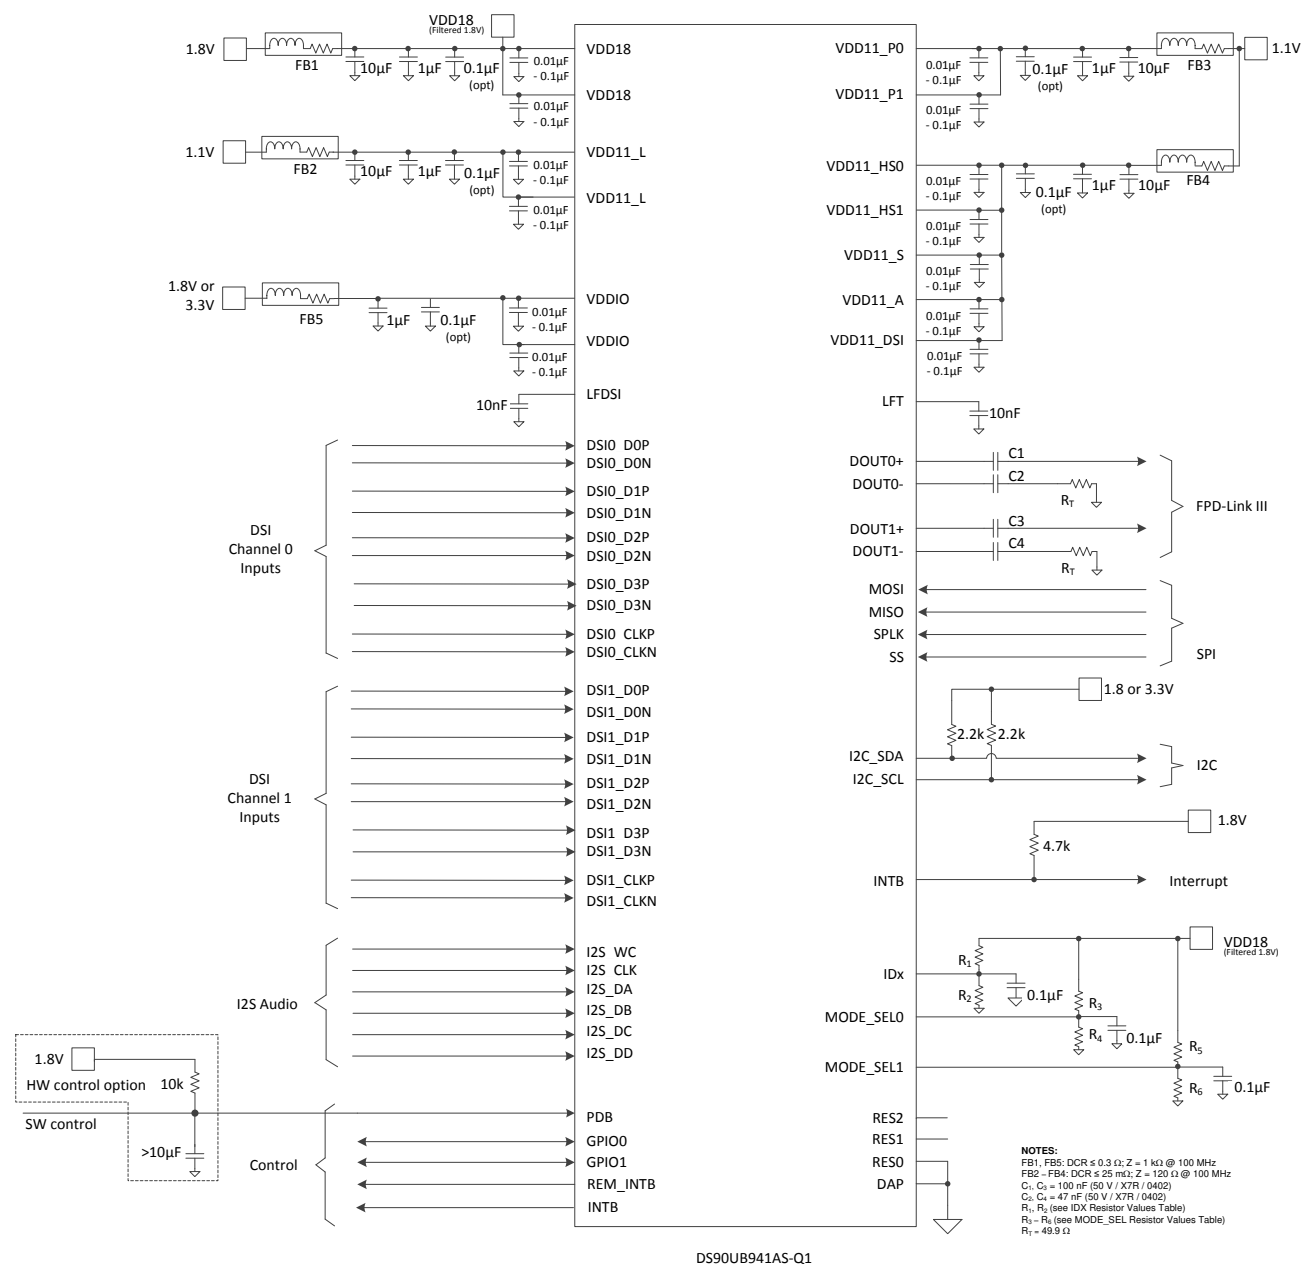 VDD18
(Filtered 1.8V)
1.8V
FB1
10µF
1µF
0.1µF
(opt)
0.01µF
- 0.1µF
VDD18
0.01µF
- 0.1µF
VDD18
1.1V
FB2
10µF
1µF
0.1µF
(opt)
0.01µF
- 0.1µF
VDD11_L
0.01µF
- 0.1µF
VDD11_L
1.8V or
3.3V
FB5
1µF
0.1µF
(opt)
0.01µF
- 0.1µF
VDDIO
0.01µF
- 0.1µF
VDDIO
10nF
LFDSI
DSI
Channel 0
Inputs
DSI0_D0P
DSI0_D0N
DSI0_D1P
DSI0_D1N
DSI0_D2P
DSI0_D2N
DSI0_D3P
DSI0_D3N
DSI0_CLKP
DSI0_CLKN
DSI
Channel 1
Inputs
DSI1_D0P
DSI1_D0N
DSI1_D1P
DSI1_D1N
DSI1_D2P
DSI1_D2N
DSI1_D3P
DSI1_D3N
DSI1_CLKP
DSI1_CLKN
I2S Audio
I2S_WC
I2S_CLK
I2S_DA
I2S_DB
I2S_DC
I2S_DD
1.8V
HW control option
10k
SW control
>10µF
Control
PDB
GPIO0
GPIO1
REM_INTB
INTB
VDD11_P0
0.01µF
- 0.1µF
0.1µF
(opt)
1µF
10µF
FB3
1.1V
VDD11_P1
0.01µF
- 0.1µF
VDD11_HS0
0.01µF
- 0.1µF
0.1µF
(opt)
1µF
10µF
FB4
VDD11_HS1
0.01µF
- 0.1µF
VDD11_S
0.01µF
- 0.1µF
VDD11_A
0.01µF
- 0.1µF
VDD11_DSI
0.01µF
- 0.1µF
LFT
10nF
DOUT0+
C1
DOUT0-
C2
RT
DOUT1+
C3
DOUT1-
C4
RT
FPD-Link III
MOSI
MISO
SPLK
SS
SPI
1.8 or 3.3V
2.2k
2.2k
I2C_SDA
I2C_SCL
I2C
1.8V
4.7k
INTB
Interrupt
VDD18
(Filtered 1.8V)
IDx
R1
R2
0.1µF
MODE_SEL0
R3
R4
0.1µF
MODE_SEL1
R5
R6
0.1µF
RES2
RES1
RES0
DAP
NOTES:
FB1, FB5: DCR ≤ 0.3 Ω; Z = 1 kΩ @ 100 MHz
FB2 – FB4: DCR ≤ 25 mΩ; Z = 120 Ω @ 100 MHz
C1, C3 = 100 nF (50 V / X7R / 0402)
C2, C4 = 47 nF (50 V / X7R / 0402)
R1, R2 (see IDX Resistor Values Table)
R3 – R6 (see MODE_SEL Resistor Values Table)
RT = 49.9 Ω
DS90UB941AS-Q1